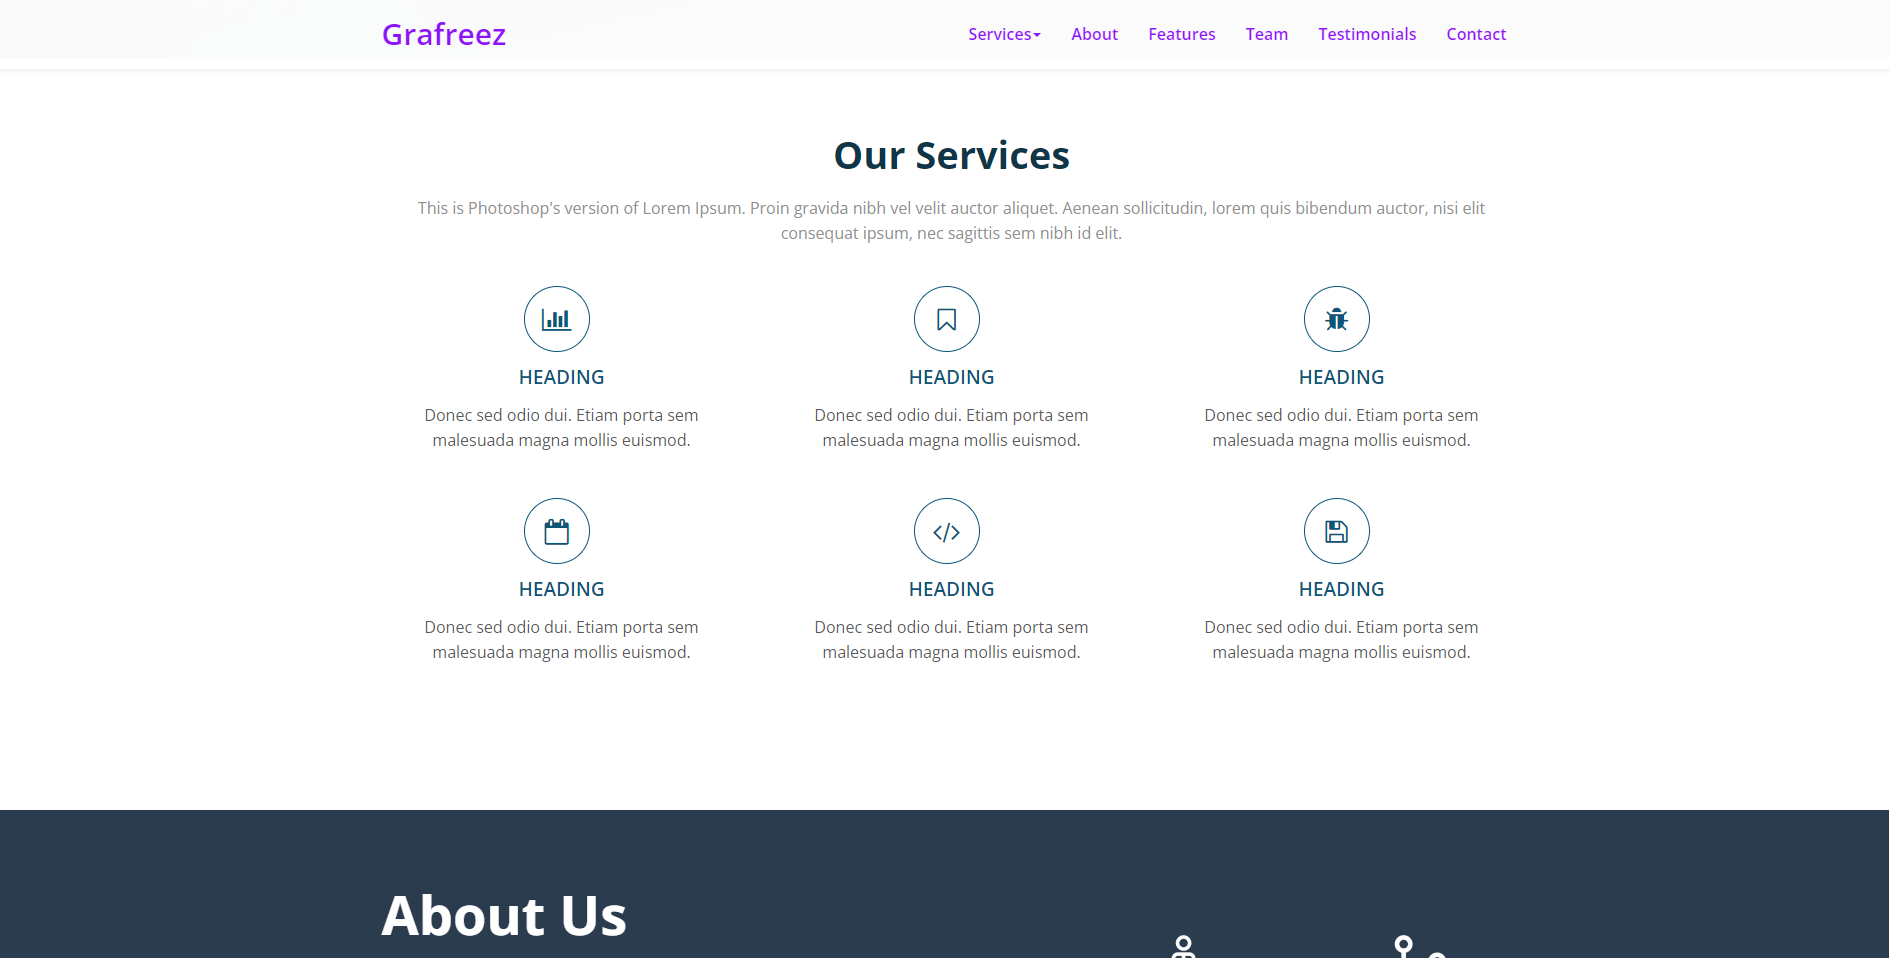 Grafreez
Services
About
Features
Team
Testimonials
Contact
Our Services
This is Photoshop's version of Lorem Ipsum. Proin gravida nibh vel velit auctor aliquet. Aenean sollicitudin, lorem quis bibendum auctor, nisi elit
consequat ipsum, nec sagittis sem nibh id elit.
HEADING
Donec sed odio dui. Etiam porta sem
malesuada magna mollis euismod.
HEADING
Donec sed odio dui. Etiam porta sem
malesuada magna mollis euismod.
HEADING
Donec sed odio dui. Etiam porta sem
malesuada magna mollis euismod.
HEADING
Donec sed odio dui. Etiam porta sem
malesuada magna mollis euismod.
HEADING
Donec sed odio dui. Etiam porta sem
malesuada magna mollis euismod.
HEADING
Donec sed odio dui. Etiam porta sem
malesuada magna mollis euismod.
About Us